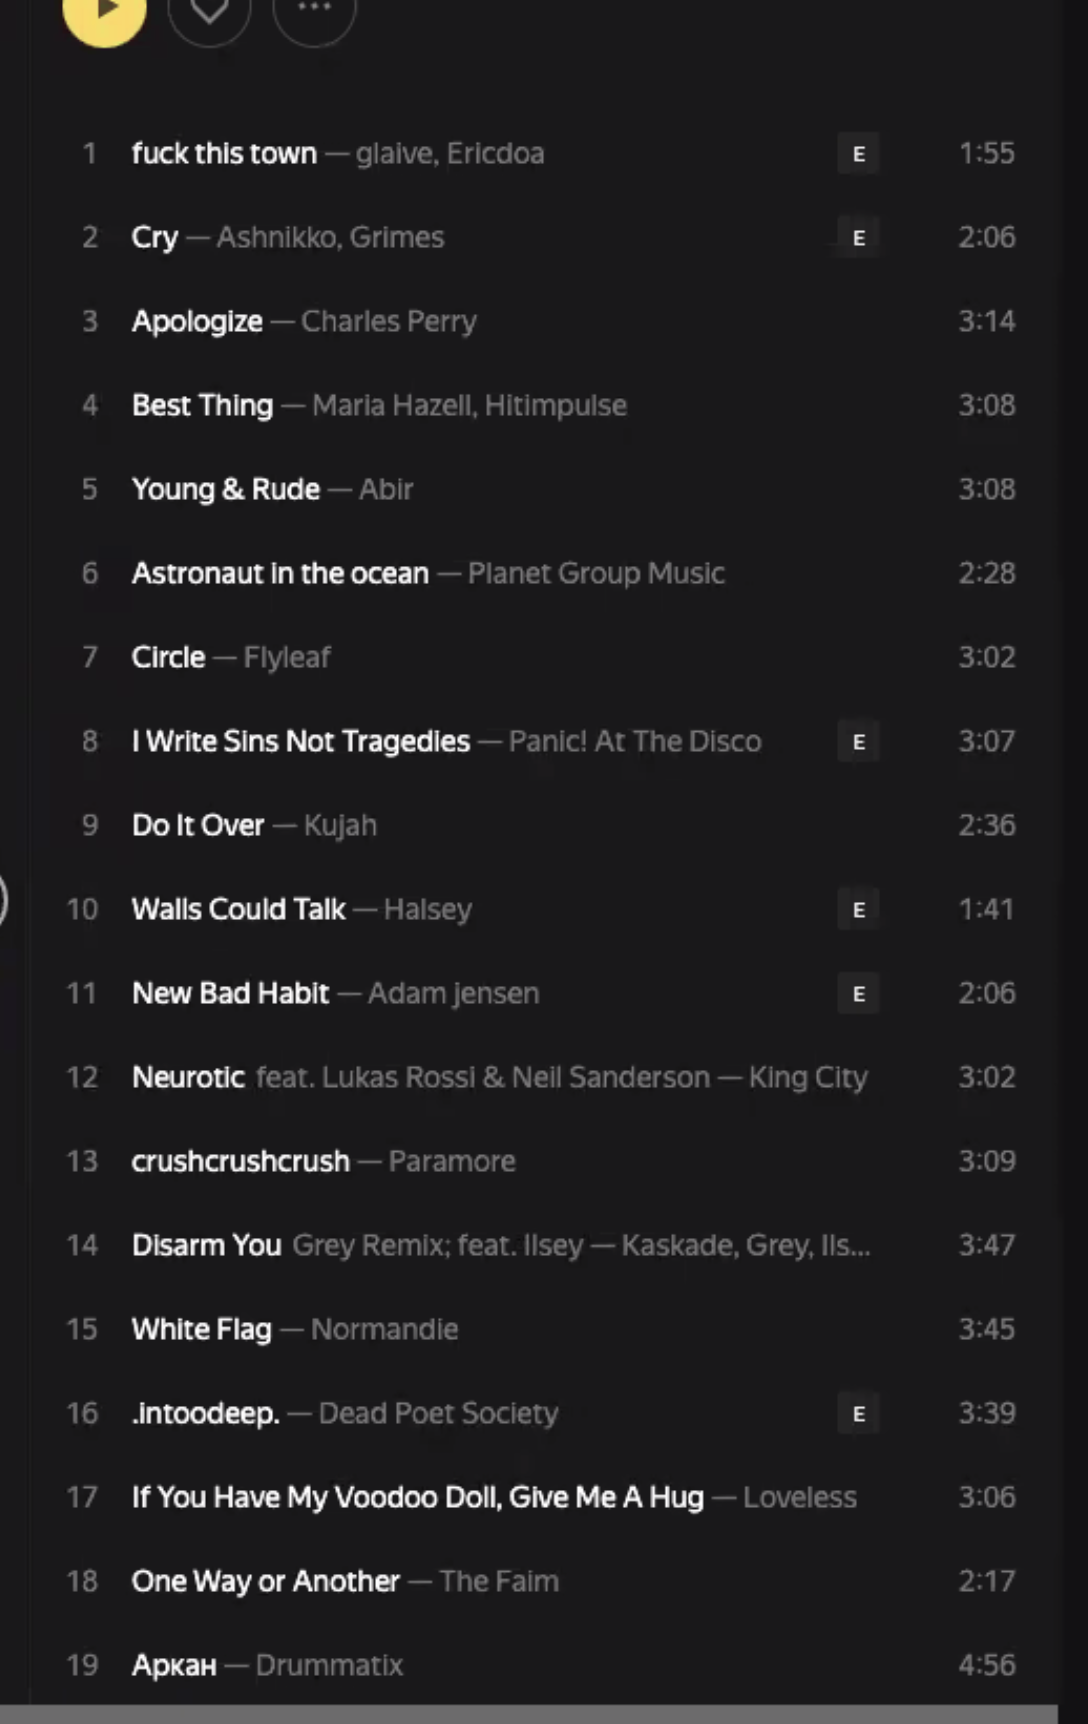 1 fuck this town — glaive, Ericdoa E 1:55
2 Cry — Ashnikko, Grimes E 2:06
3 Apologize — Charles Perry 3:14
4 Best Thing — Maria Hazell, Hitimpulse 3:08
5 Young & Rude — Abir 3:08
6 Astronaut in the ocean — Planet Group Music 2:28
7 Circle — Flyleaf 3:02
8 I Write Sins Not Tragedies — Panic! At The Disco E 3:07
9 Do It Over — Kujah 2:36
10 Walls Could Talk — Halsey E 1:41
11 New Bad Habit — Adam jensen E 2:06
12 Neurotic feat. Lukas Rossi & Neil Sanderson — King City 3:02
13 crushcrushcrush — Paramore 3:09
14 Disarm You Grey Remix; feat. Ilsey — Kaskade, Grey, Ils... 3:47
15 White Flag — Normandie 3:45
16 .intoodeep. — Dead Poet Society E 3:39
17 If You Have My Voodoo Doll, Give Me A Hug — Loveless 3:06
18 One Way or Another — The Faim 2:17
19 Аркан — Drummatix 4:56